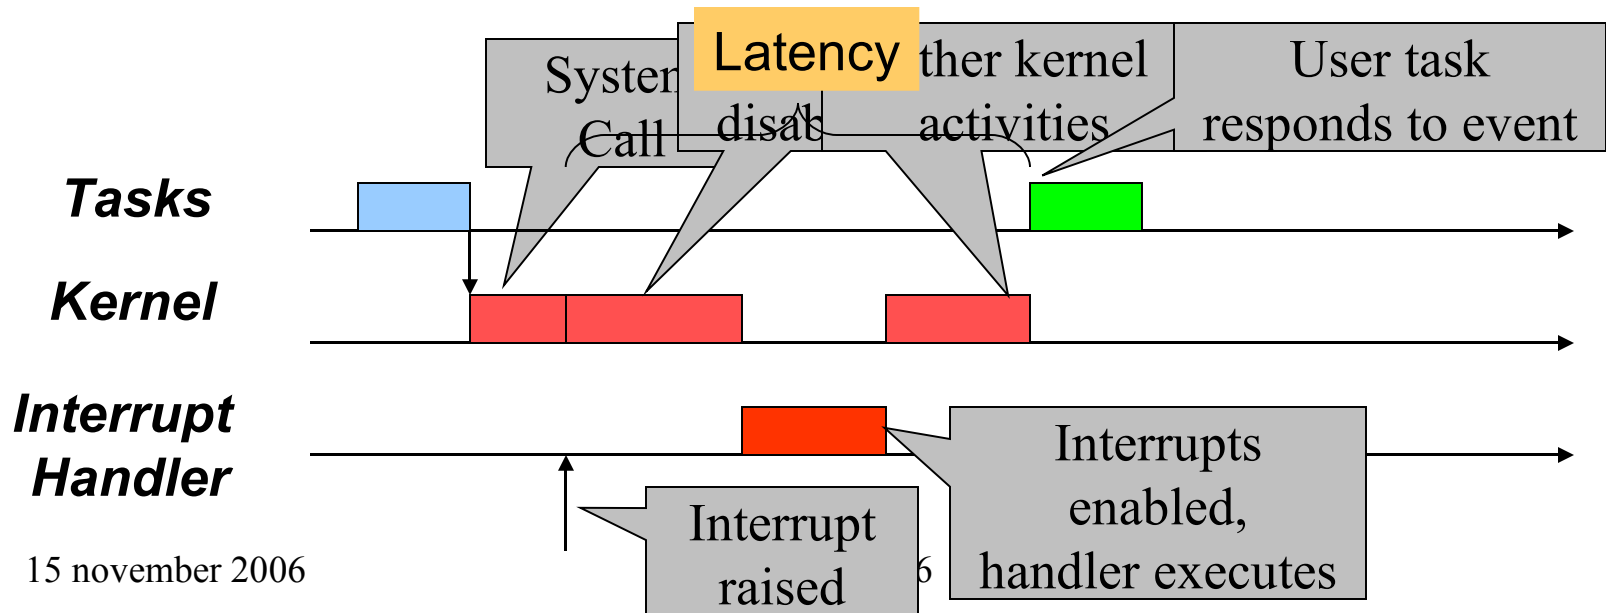 Latency
System
Call
disab
ther kernel
activities
User task
responds to event
Tasks
Kernel
Interrupt
Handler
Interrupts
enabled,
handler executes
Interrupt
raised
15 november 2006
6